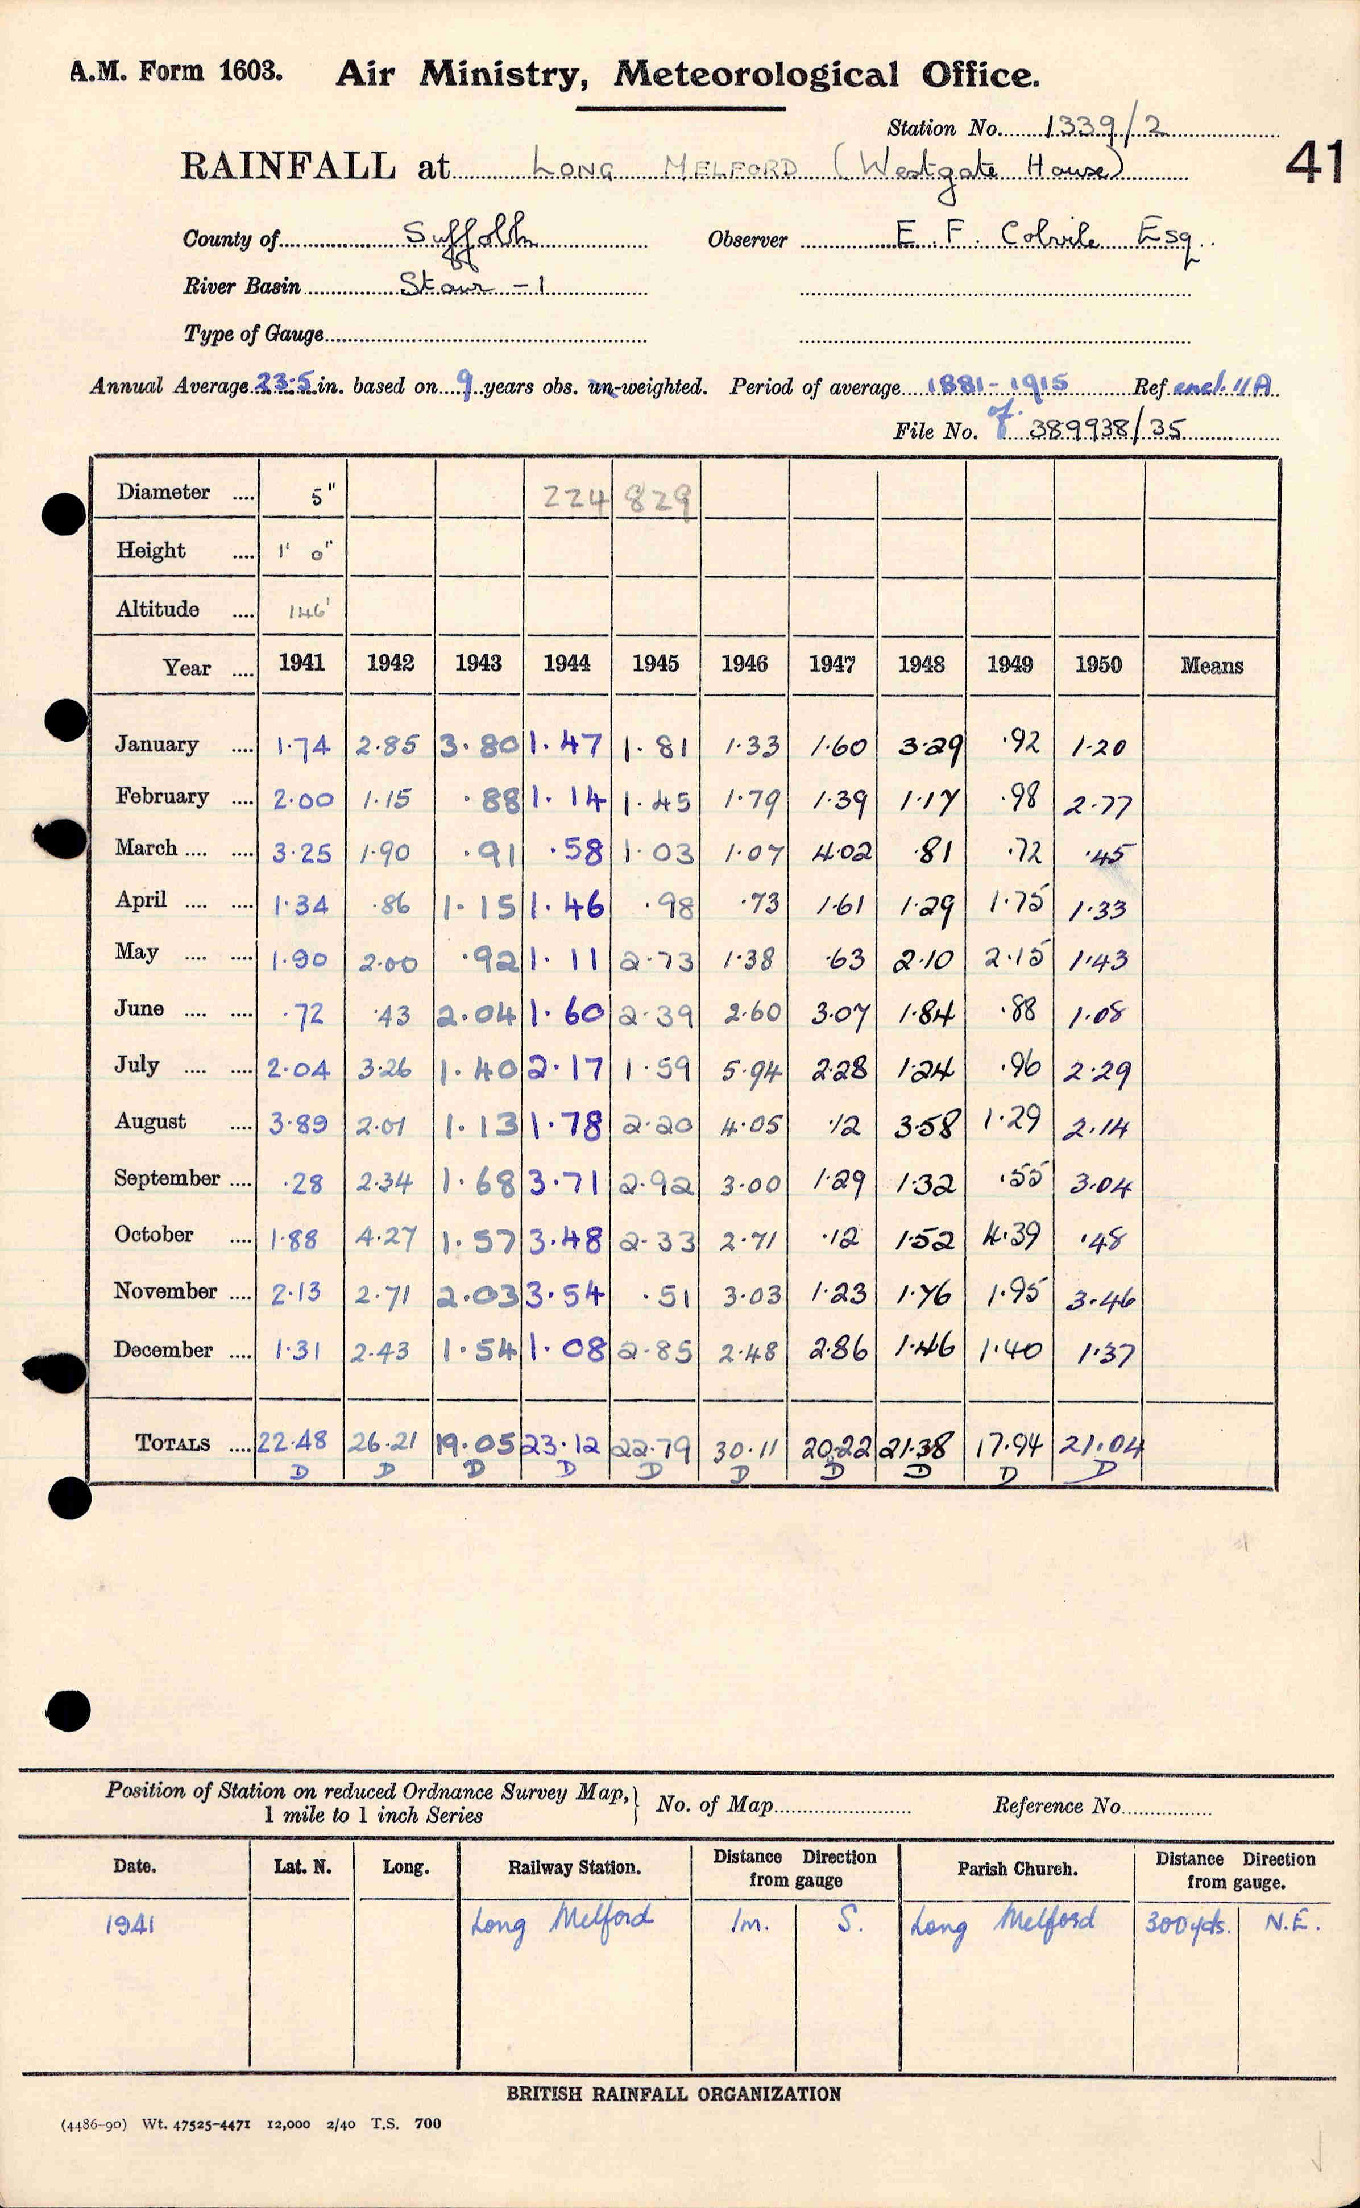 A.M. Form 1603. Air Ministry, Meteorological Office.
Station No. 1339/2
41
RAINFALL at LONG MELFORD (Westgate House)
County of Suffolk Observer E. F. Colvile Esq.
River Basin Stour - 1
Type of Gauge
Annual Average 23.5 in. based on 9 years obs. un-weighted. Period of average 1881-1915 Ref encl. 11A
File No. of 389938/35
Diameter .... 5" 224 829
Height .... 1' 0"
Altitude .... 146'
Year .... 1941 1942 1943 1944 1945 1946 1947 1948 1949 1950 Means
January .... 1.74 2.85 3.80 1.47 1.81 1.33 1.60 3.29 .92 1.20
February .... 2.00 1.15 .88 1.14 1.45 1.79 1.39 1.17 .98 2.77
March .... .... 3.25 1.90 .91 .58 1.03 1.07 4.02 .81 .72 .45
April .... .... 1.34 .86 1.15 1.46 .98 .73 1.61 1.29 1.75 1.33
May .... .... 1.90 2.00 .92 1.11 2.73 1.38 .63 2.10 2.15 1.43
June .... .... .72 .43 2.04 1.60 2.39 2.60 3.07 1.84 .88 1.08
July .... .... 2.04 3.26 1.40 2.17 1.59 5.94 2.28 1.24 .96 2.29
August .... 3.89 2.01 1.13 1.78 2.20 4.05 .12 3.58 1.29 2.14
September .... .28 2.34 1.68 3.71 2.92 3.00 1.29 1.32 .55 3.04
October .... 1.88 4.27 1.57 3.48 2.33 2.71 .12 1.52 4.39 .48
November .... 2.13 2.71 2.03 3.54 .51 3.03 1.23 1.76 1.95 3.46
December .... 1.31 2.43 1.54 1.08 2.85 2.48 2.86 1.46 1.40 1.37
TOTALS .... 22.48 26.21 19.05 23.12 22.79 30.11 20.22 21.38 17.94 21.04
D D D D D D D D D D
Position of Station on reduced Ordnance Survey Map, } No. of Map Reference No.
1 mile to 1 inch Series
Date. Lat. N. Long. Railway Station. Distance Direction from gauge Parish Church. Distance Direction from gauge.
1941 Long Melford 1m. S. Long Melford 300yds. N.E.
BRITISH RAINFALL ORGANIZATION
(4486-90) Wt. 47525-4471 12,000 2/40 T.S. 700